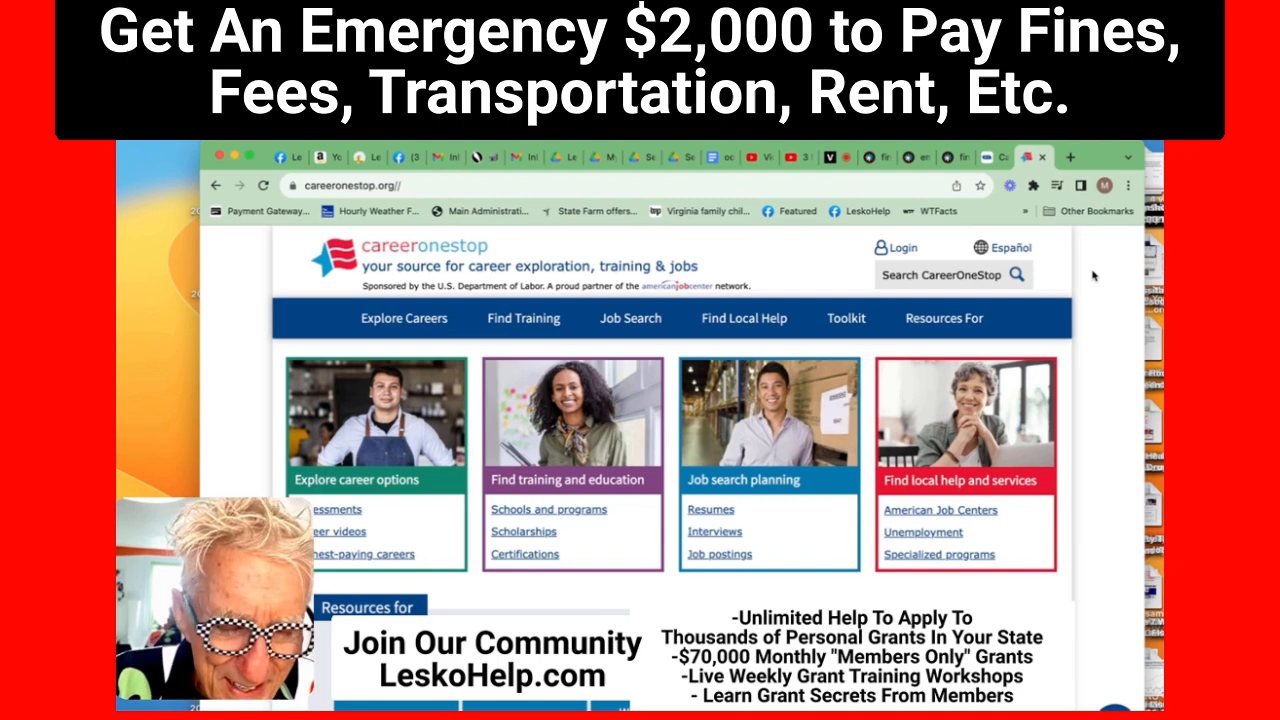 Get An Emergency $2,000 to Pay Fines,
Fees, Transportation, Rent, Etc.
careeronestop.org//
Payment Gateway... Hourly Weather F... Main Administrati... State Farm offers... Virginia family chil... Featured LeskoHelp WTFacts » Other Bookmarks
careeronestop
your source for career exploration, training & jobs
Sponsored by the U.S. Department of Labor. A proud partner of the americanjobcenter network.
Login Español
Search CareerOneStop
Explore Careers Find Training Job Search Find Local Help Toolkit Resources For
Explore career options
essments
eer videos
hest-paying careers
Find training and education
Schools and programs
Scholarships
Certifications
Job search planning
Resumes
Interviews
Job postings
Find local help and services
American Job Centers
Unemployment
Specialized programs
Resources for
Join Our Community
LeskoHelp.com
-Unlimited Help To Apply To
Thousands of Personal Grants In Your State
-$70,000 Monthly "Members Only" Grants
-Live Weekly Grant Training Workshops
- Learn Grant Secrets From Members